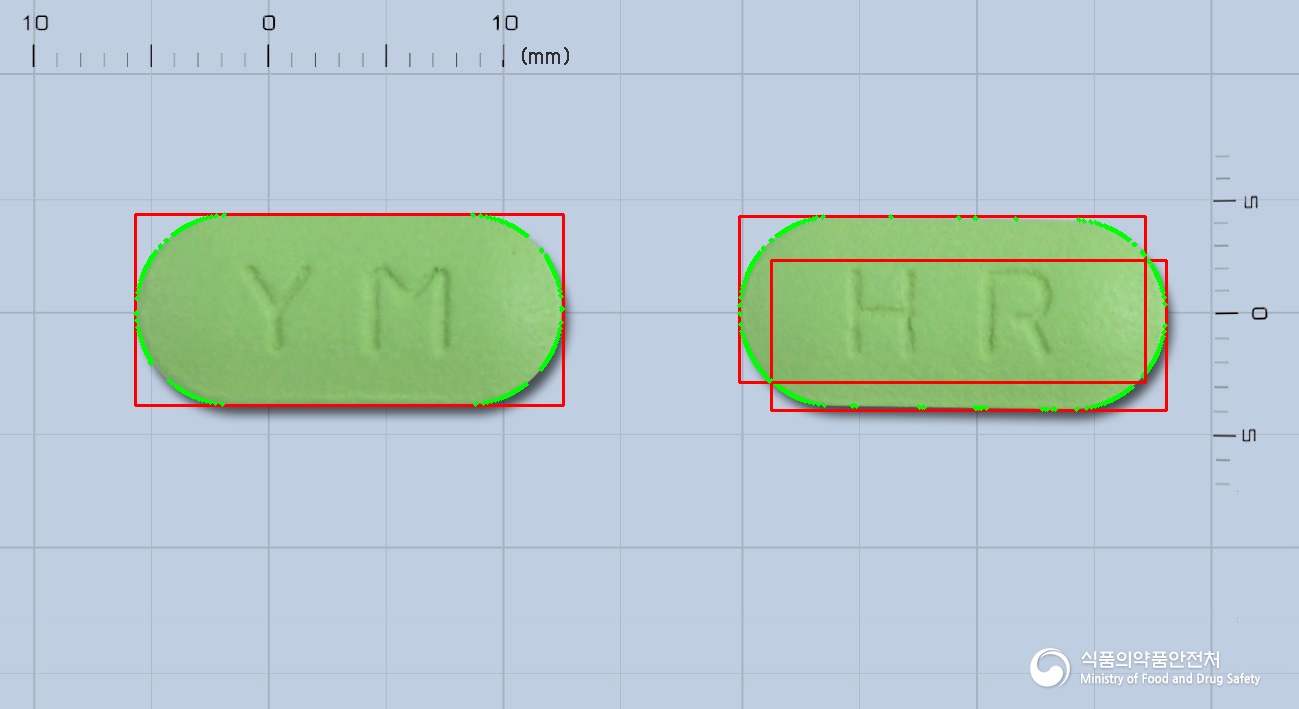 10 0 10
(mm)
YM
HR
5
0
5
식품의약품안전처
Ministry of Food and Drug Safety